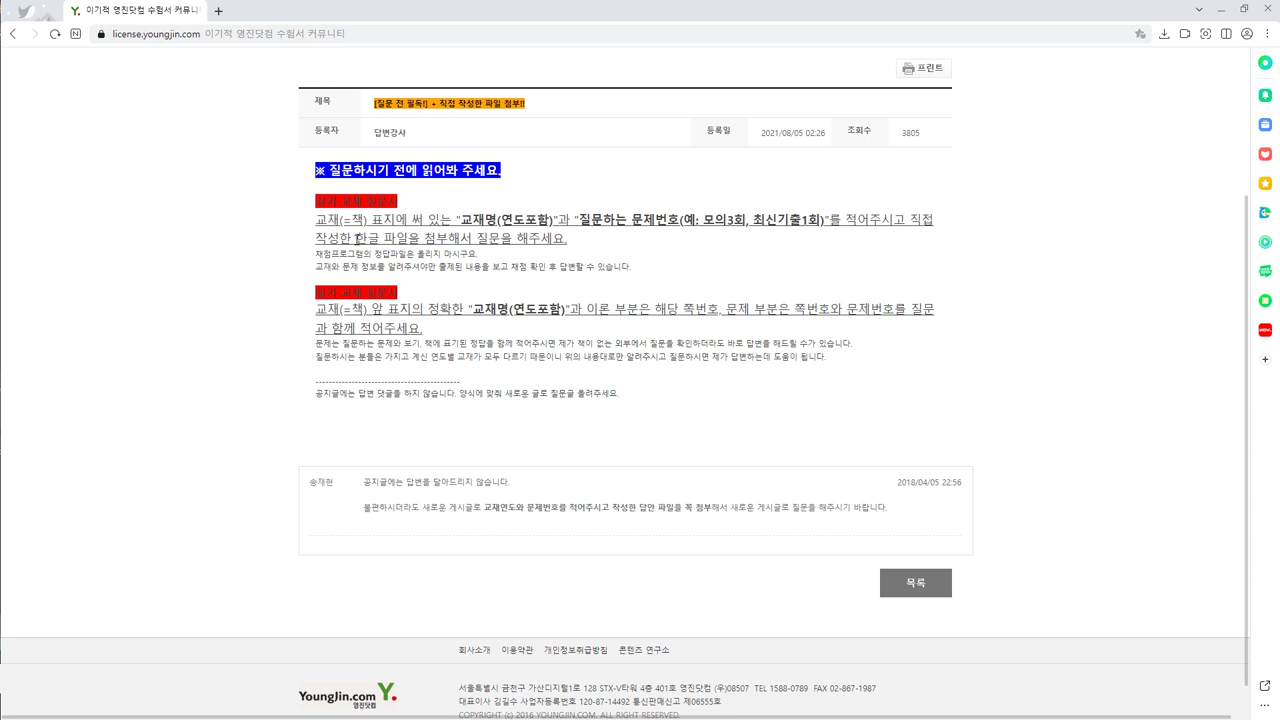 이기적 영진닷컴 수험서 커뮤니
license.youngjin.com 이기적 영진닷컴 수험서 커뮤니티
프린트
제목 [질문 전 필독!] + 직접 작성한 파일 첨부!!
등록자 답변강사 등록일 2021/08/05 02:26 조회수 3805
※ 질문하시기 전에 읽어봐 주세요.
교재 질문시
교재(=책) 표지에 써 있는 "교재명(연도포함)"과 "질문하는 문제번호(예: 모의3회, 최신기출1회)"를 적어주시고 직접
작성한 한글 파일을 첨부해서 질문을 해주세요.
채점프로그램의 정답파일은 올리지 마시구요.
교재와 문제 정보를 알려주셔야만 출제된 내용을 보고 채점 확인 후 답변할 수 있습니다.
필기 교재 질문시
교재(=책) 앞 표지의 정확한 "교재명(연도포함)"과 이론 부분은 해당 쪽번호, 문제 부분은 쪽번호와 문제번호를 질문
과 함께 적어주세요.
문제는 질문하는 문제와 보기, 책에 표기된 정답을 함께 적어주시면 제가 책이 없는 외부에서 질문을 확인하더라도 바로 답변을 해드릴 수가 있습니다.
질문하시는 분들은 가지고 계신 연도별 교재가 모두 다르기 때문이니 위의 내용대로만 알려주시고 질문하시면 제가 답변하는데 도움이 됩니다.
--------------------------------------------
공지글에는 답변 댓글을 하지 않습니다. 양식에 맞춰 새로운 글로 질문글 올려주세요.
송재현 공지글에는 답변을 달아드리지 않습니다. 2018/04/05 22:56
불편하시더라도 새로운 게시글로 교재연도와 문제번호를 적어주시고 작성한 답안 파일을 꼭 첨부해서 새로운 게시글로 질문을 해주시기 바랍니다.
목록
회사소개 이용약관 개인정보취급방침 콘텐츠 연구소
YoungJin.com Y.
영진닷컴
서울특별시 금천구 가산디지털1로 128 STX-V타워 4층 401호 영진닷컴 (우)08507 TEL 1588-0789 FAX 02-867-1987
대표이사 김길수 사업자등록번호 120-87-14492 통신판매신고 제06555호
COPYRIGHT (c) 2016 YOUNGJIN.COM. ALL RIGHT RESERVED.